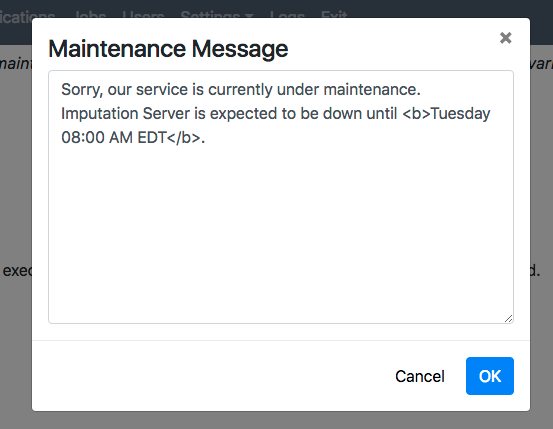 ications Jobs Users Settings Logs Exit
Maintenance Message
×
maint
vari
Sorry, our service is currently under maintenance.
Imputation Server is expected to be down until <b>Tuesday
08:00 AM EDT</b>.
exec
d.
Cancel OK